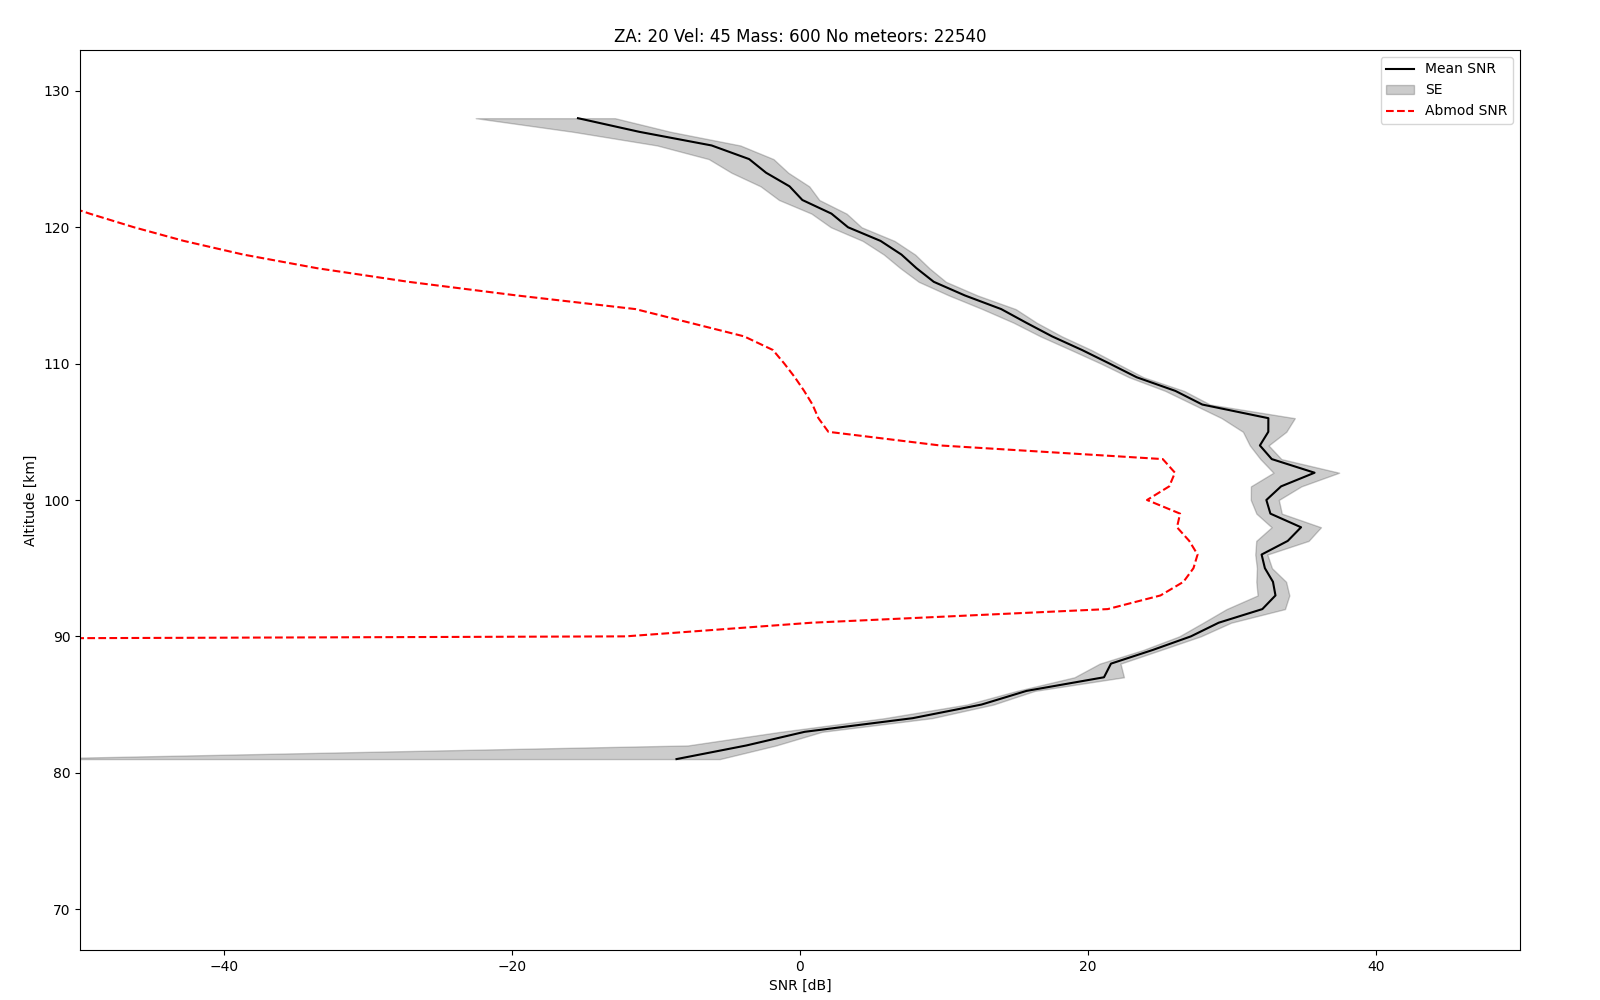 ZA: 20 Vel: 45 Mass: 600 No meteors: 22540
Mean SNR
SE
Abmod SNR
130
120
110
100
90
80
70
Altitude [km]
−40
−20
0
20
40
SNR [dB]